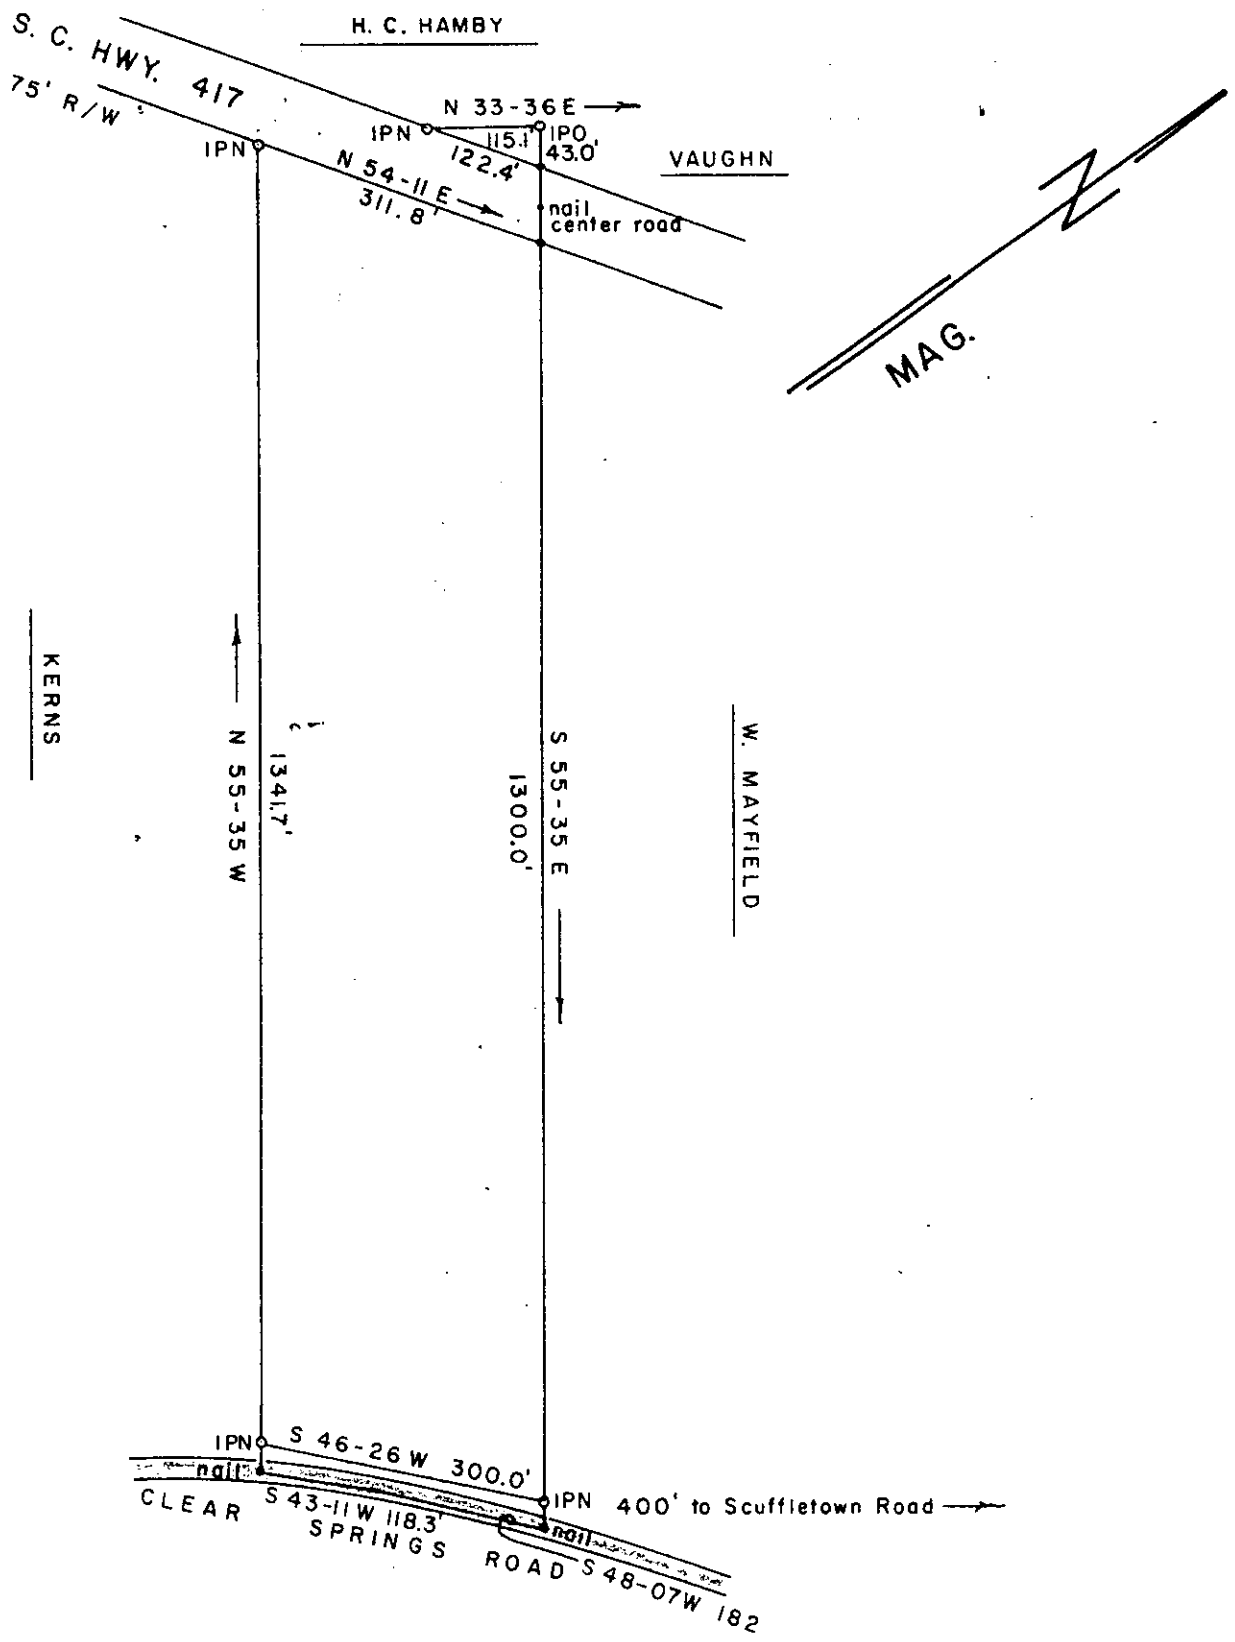 H. C. HAMBY
S. C. HWY. 417
75' R/W
N 33-36 E
IPN
115.1'
IPO
43.0'
122.4'
VAUGHN
IPN
N 54-11 E
311.8'
nail
center road
MAG.
KERNS
N 55-35 W
1341.7'
S 55-35 E
1300.0'
W. MAYFIELD
IPN
S 46-26 W 300.0'
nail
IPN
400' to Scuffletown Road
S 43-11 W 118.3'
nail
CLEAR SPRINGS ROAD
S 48-07W 182